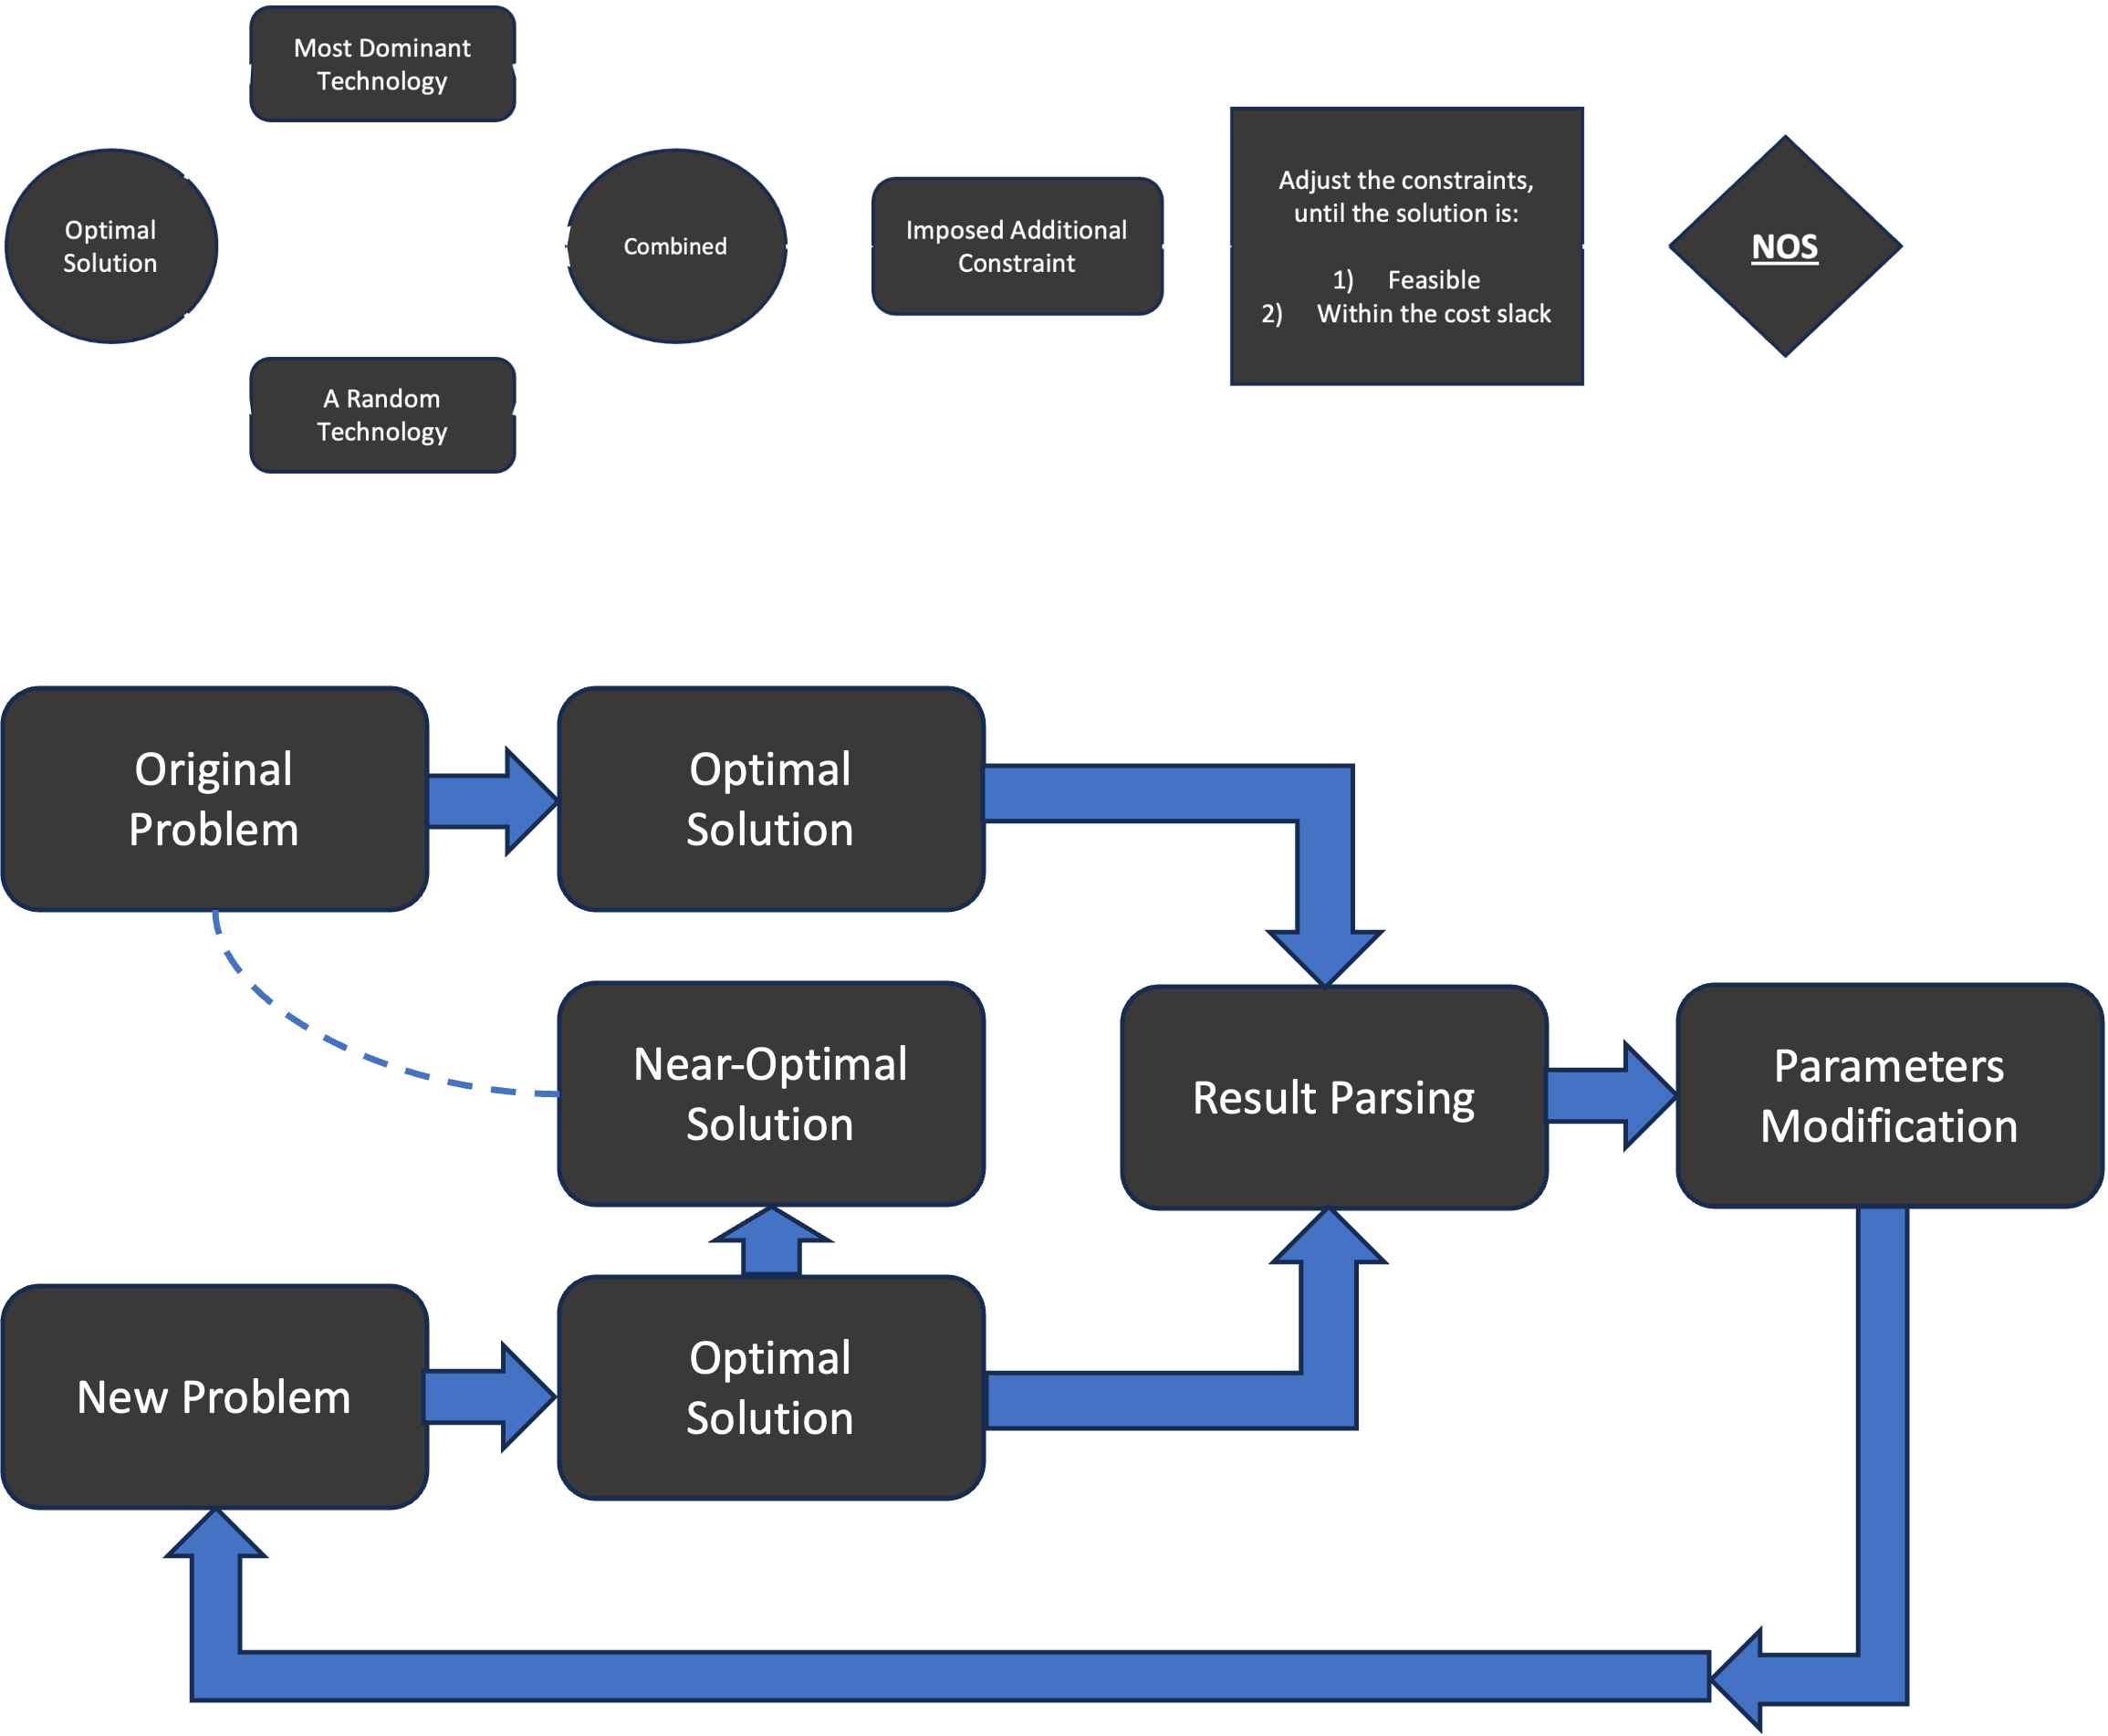 Most Dominant
Technology
Optimal
Solution
Combined
A Random
Technology
Imposed Additional
Constraint
Adjust the constraints,
until the solution is:
1) Feasible
2) Within the cost slack
NOS
Original
Problem
Optimal
Solution
Near-Optimal
Solution
Result Parsing
Parameters
Modification
New Problem
Optimal
Solution